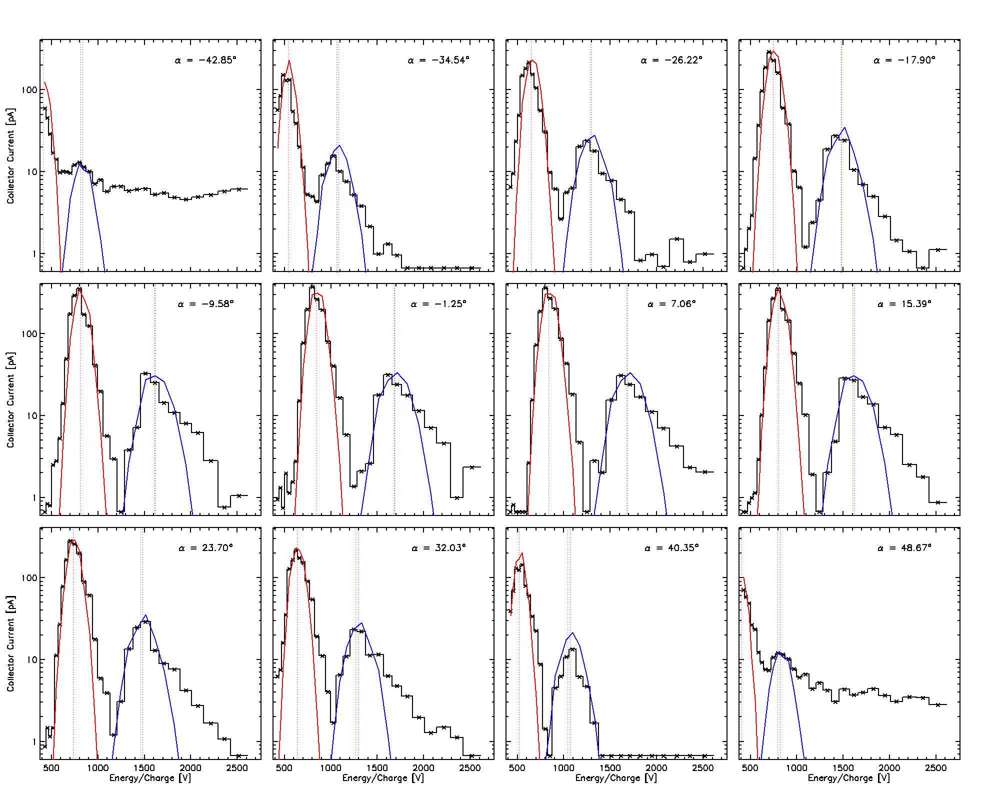 α = −42.85°
α = −34.54°
α = −26.22°
α = −17.90°
100
10
1
Collector Current [pA]
α = −9.58°
α = −1.25°
α = 7.06°
α = 15.39°
100
10
1
Collector Current [pA]
α = 23.70°
α = 32.03°
α = 40.35°
α = 48.67°
100
10
1
Collector Current [pA]
500 1000 1500 2000 2500
500 1000 1500 2000 2500
500 1000 1500 2000 2500
500 1000 1500 2000 2500
Energy/Charge [V]
Energy/Charge [V]
Energy/Charge [V]
Energy/Charge [V]